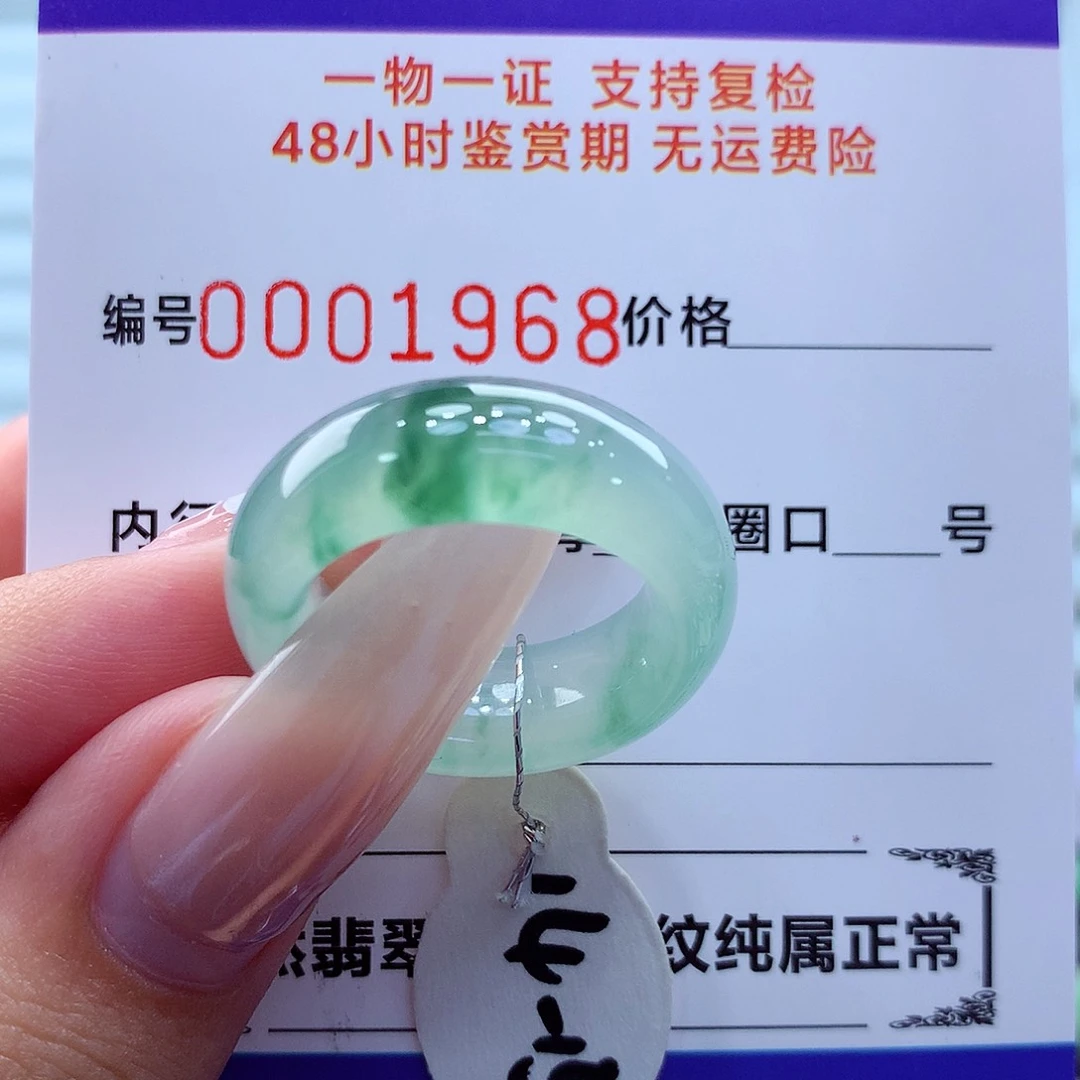 一物一证 支持复检
48小时鉴赏期 无运费险
编号0001968价格
内径 圈口 号
翡翠 纹纯属正常